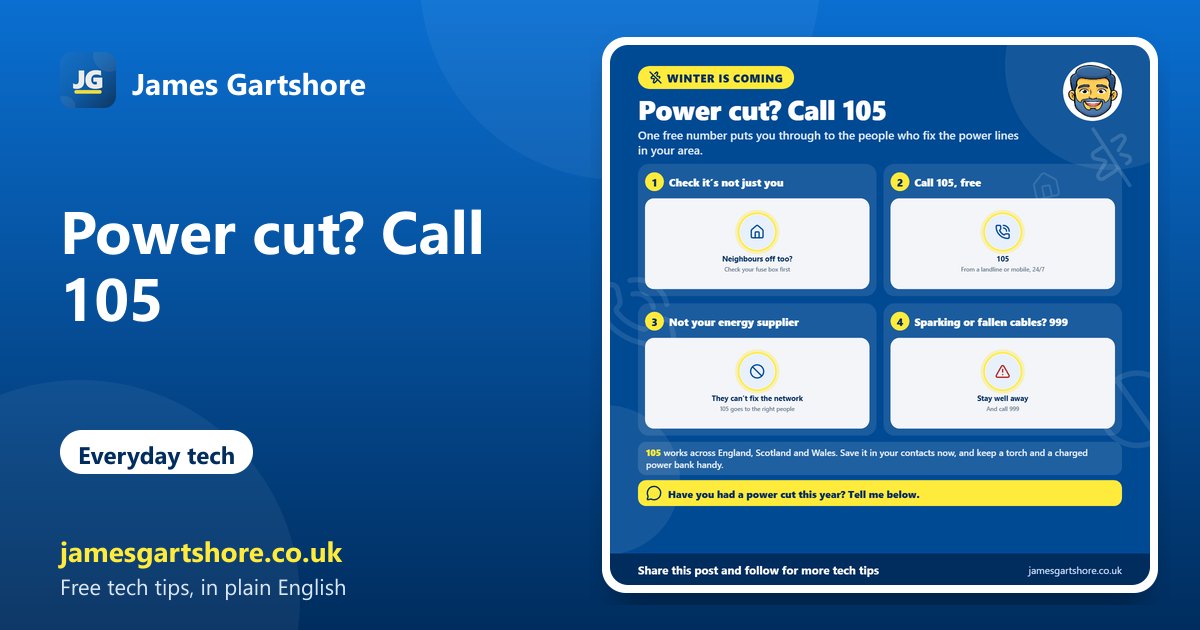 JG
James Gartshore
Power cut? Call
105
Everyday tech
jamesgartshore.co.uk
Free tech tips, in plain English
WINTER IS COMING
Power cut? Call 105
One free number puts you through to the people who fix the power lines
in your area.
1 Check it's not just you
Neighbours off too?
Check your fuse box first
2 Call 105, free
105
From a landline or mobile, 24/7
3 Not your energy supplier
They can't fix the network
105 goes to the right people
4 Sparking or fallen cables? 999
Stay well away
And call 999
105 works across England, Scotland and Wales. Save it in your contacts now, and keep a torch and a charged
power bank handy.
Have you had a power cut this year? Tell me below.
Share this post and follow for more tech tips
jamesgartshore.co.uk